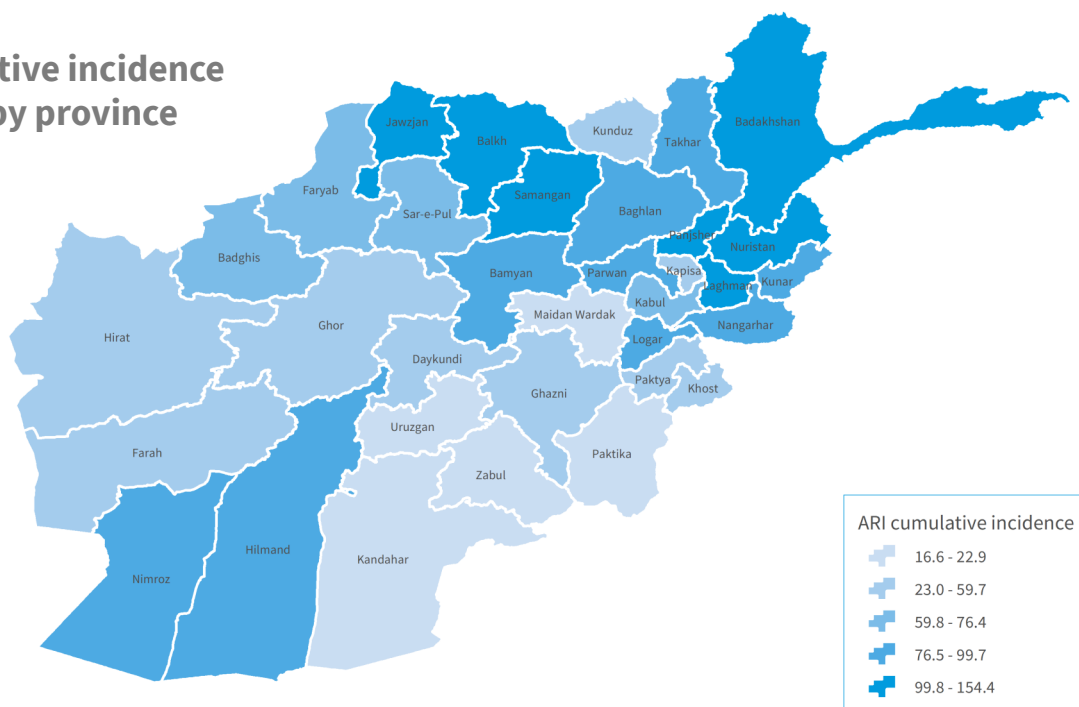 tive incidence
by province
Jawzjan
Balkh
Kunduz
Takhar
Badakhshan
Faryab
Sar-e-Pul
Samangan
Baghlan
Panjsher
Nuristan
Badghis
Bamyan
Parwan
Kapisa
Laghman
Kunar
Hirat
Ghor
Maidan Wardak
Kabul
Nangarhar
Logar
Daykundi
Ghazni
Paktya
Khost
Farah
Uruzgan
Zabul
Paktika
Nimroz
Hilmand
Kandahar
ARI cumulative incidence
16.6 - 22.9
23.0 - 59.7
59.8 - 76.4
76.5 - 99.7
99.8 - 154.4